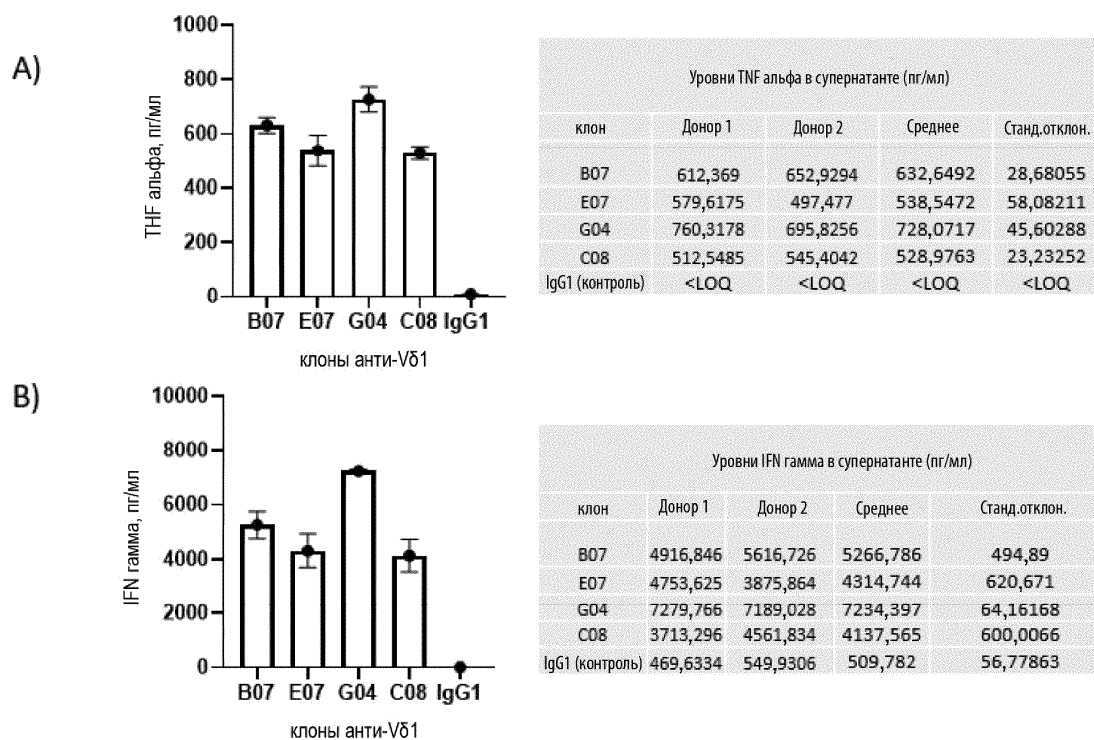 A)
1000
800
600
400
200
0
THF альфа, пг/мл
B07 E07 G04 C08 IgG1
клоны анти-Vδ1
Уровни TNF альфа в супернатанте (пг/мл)
клон Донор 1 Донор 2 Среднее Станд.отклон.
B07 612,369 652,9294 632,6492 28,68055
E07 579,6175 497,477 538,5472 58,08211
G04 760,3178 695,8256 728,0717 45,60288
C08 512,5485 545,4042 528,9763 23,23252
IgG1 (контроль) <LOQ <LOQ <LOQ <LOQ
B)
10000
8000
6000
4000
2000
0
IFN гамма, пг/мл
B07 E07 G04 C08 IgG1
клоны анти-Vδ1
Уровни IFN гамма в супернатанте (пг/мл)
клон Донор 1 Донор 2 Среднее Станд.отклон.
B07 4916,846 5616,726 5266,786 494,89
E07 4753,625 3875,864 4314,744 620,671
G04 7279,766 7189,028 7234,397 64,16168
C08 3713,296 4561,834 4137,565 600,0066
IgG1 (контроль) 469,6334 549,9306 509,782 56,77863